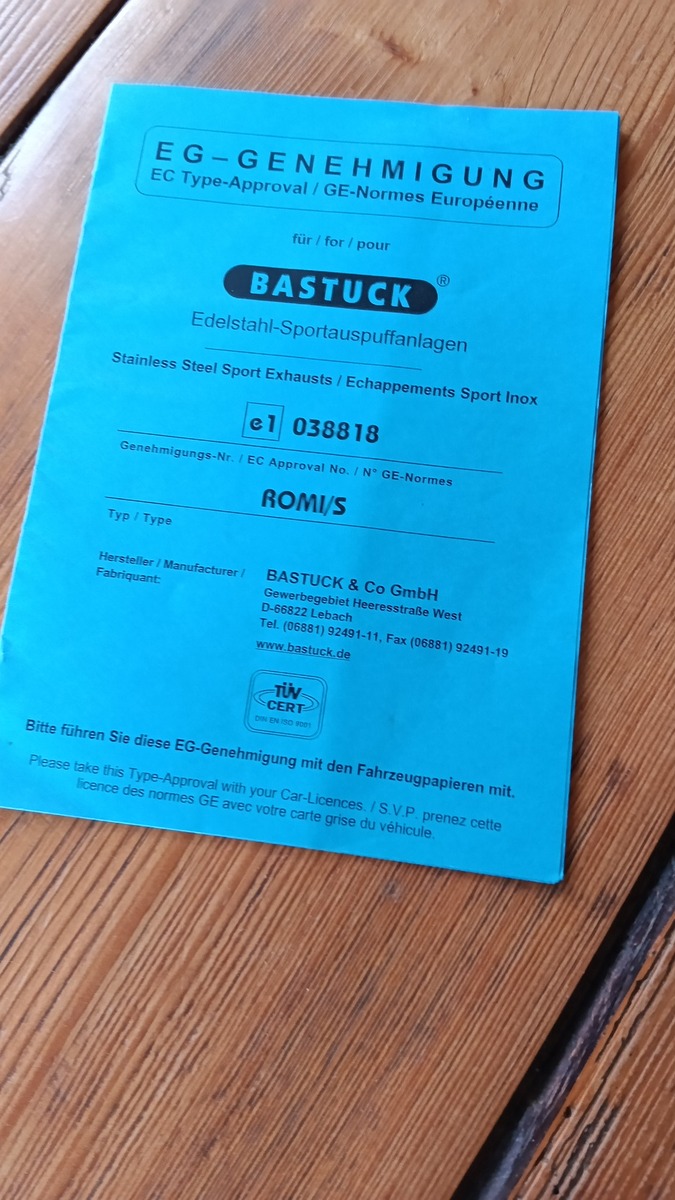 EG–GENEHMIGUNG
EC Type-Approval / GE-Normes Européenne
für / for / pour
BASTUCK®
Edelstahl-Sportauspuffanlagen
Stainless Steel Sport Exhausts / Echappements Sport Inox
e1 038818
Genehmigungs-Nr. / EC Approval No. / N° GE-Normes
ROMI/S
Typ / Type
Hersteller / Manufacturer /
Fabriquant:
BASTUCK & Co GmbH
Gewerbegebiet Heeresstraße West
D-66822 Lebach
Tel. (06881) 92491-11, Fax (06881) 92491-19
www.bastuck.de
TÜV
CERT
DIN EN ISO 9001
Bitte führen Sie diese EG-Genehmigung mit den Fahrzeugpapieren mit.
Please take this Type-Approval with your Car-Licences. / S.V.P. prenez cette
licence des normes GE avec votre carte grise du véhicule.